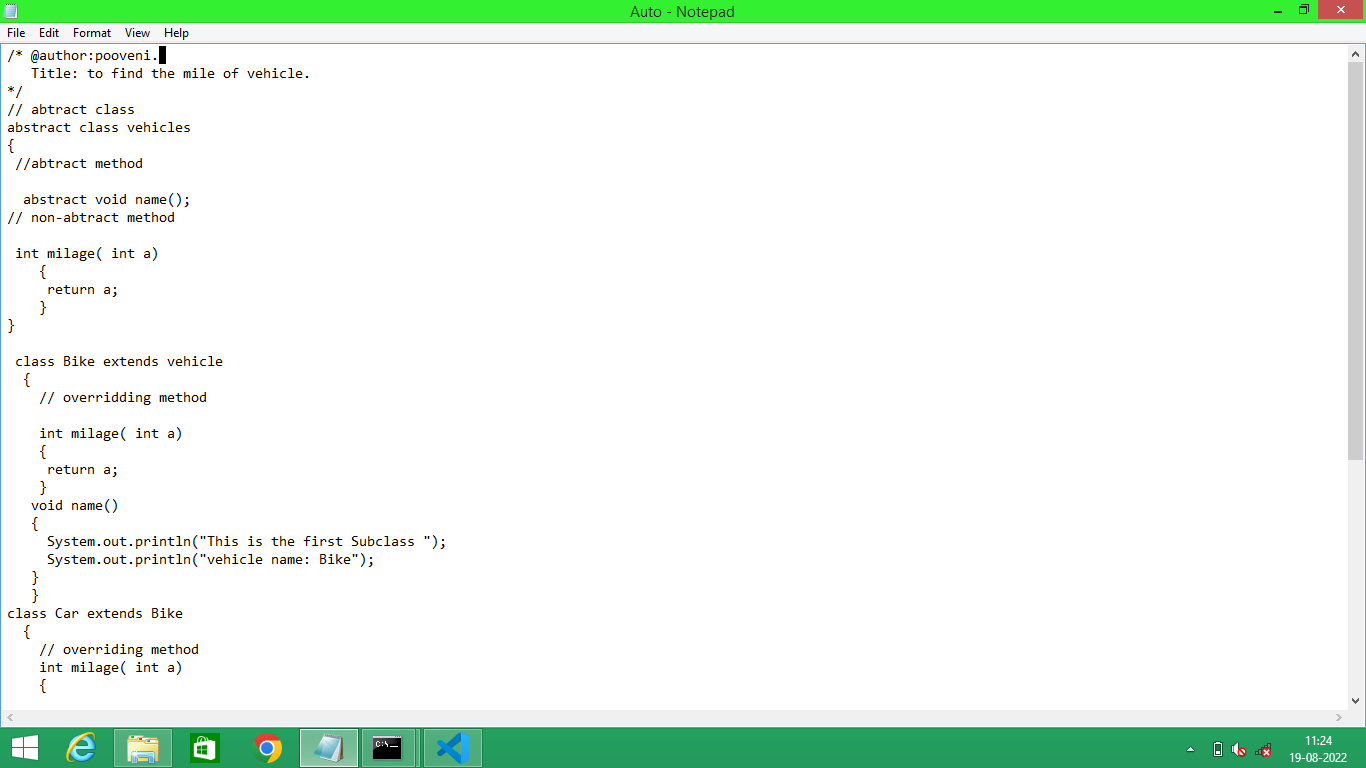 Auto - Notepad
File Edit Format View Help
/* @author:pooveni.
   Title: to find the mile of vehicle.
*/
// abtract class
abstract class vehicles
{
 //abtract method
  abstract void name();
// non-abtract method
 int milage( int a)
    {
     return a;
    }
}
 class Bike extends vehicle
  {
    // overridding method
    int milage( int a)
    {
     return a;
    }
   void name()
   {
     System.out.println("This is the first Subclass ");
     System.out.println("vehicle name: Bike");
   }
   }
class Car extends Bike
  {
    // overriding method
    int milage( int a)
    {
C:\_
11:24
19-08-2022